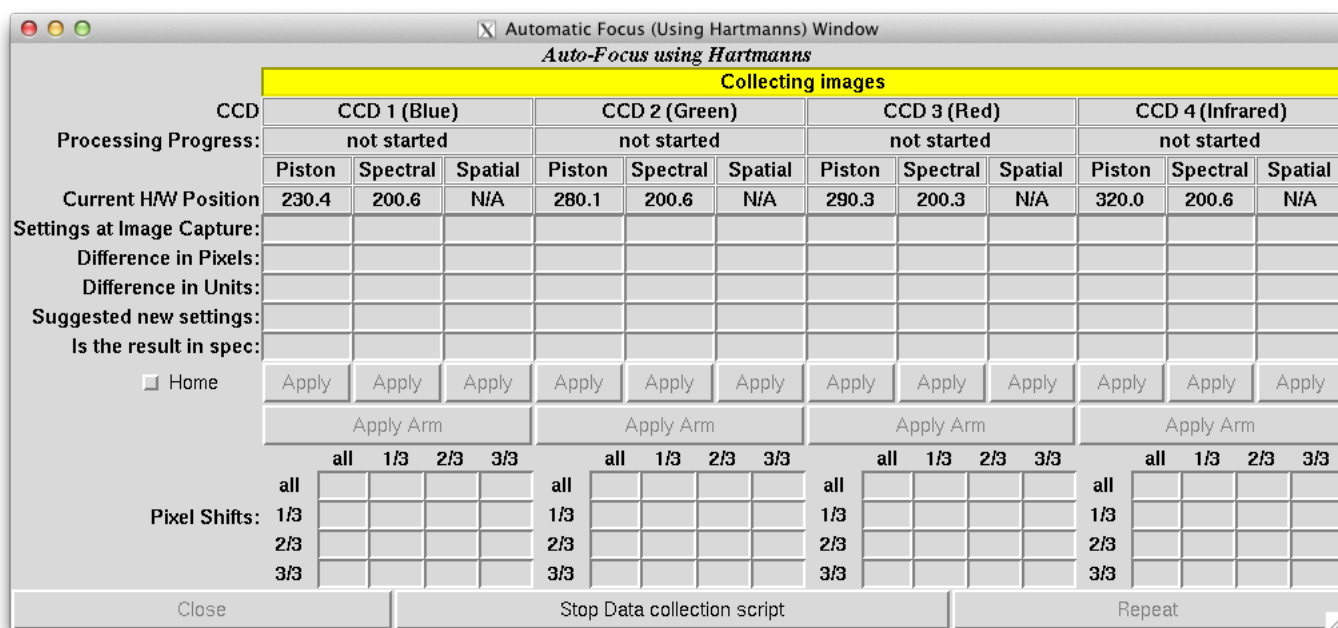 Automatic Focus (Using Hartmanns) Window
Auto-Focus using Hartmanns
Collecting images
CCD CCD 1 (Blue) CCD 2 (Green) CCD 3 (Red) CCD 4 (Infrared)
Processing Progress: not started not started not started not started
Piston Spectral Spatial Piston Spectral Spatial Piston Spectral Spatial Piston Spectral Spatial
Current H/W Position 230.4 200.6 N/A 280.1 200.6 N/A 290.3 200.3 N/A 320.0 200.6 N/A
Settings at Image Capture:
Difference in Pixels:
Difference in Units:
Suggested new settings:
Is the result in spec:
Home Apply Apply Apply Apply Apply Apply Apply Apply Apply Apply Apply Apply
Apply Arm Apply Arm Apply Arm Apply Arm
all 1/3 2/3 3/3 all 1/3 2/3 3/3 all 1/3 2/3 3/3 all 1/3 2/3 3/3
all all all all
Pixel Shifts: 1/3 1/3 1/3 1/3
2/3 2/3 2/3 2/3
3/3 3/3 3/3 3/3
Close Stop Data collection script Repeat